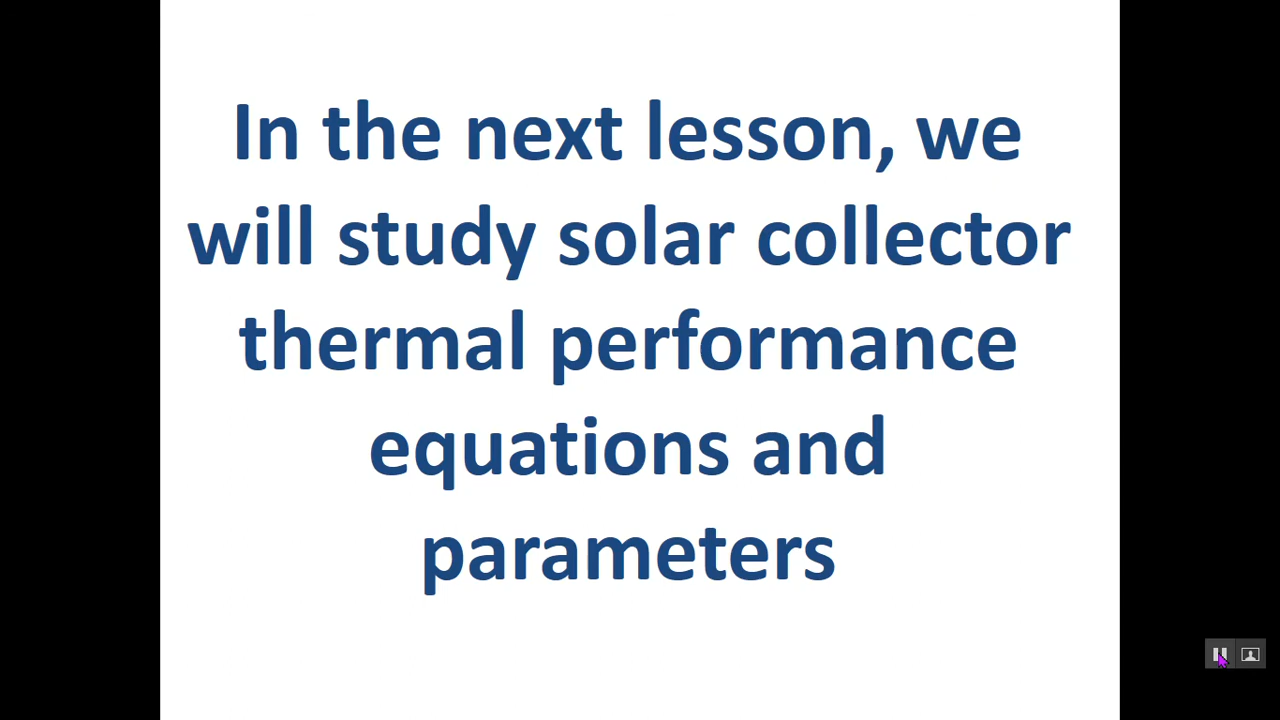 In the next lesson, we
will study solar collector
thermal performance
equations and
parameters